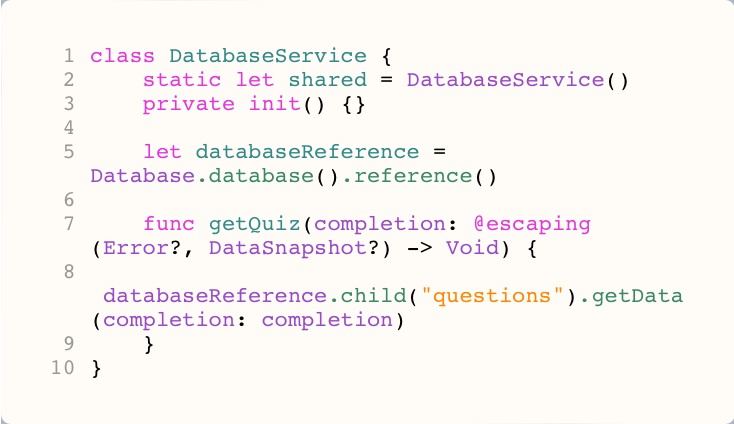 1 class DatabaseService {
2     static let shared = DatabaseService()
3     private init() {}
4
5     let databaseReference =
Database.database().reference()
6
7     func getQuiz(completion: @escaping
(Error?, DataSnapshot?) -> Void) {
8
 databaseReference.child("questions").getData
(completion: completion)
9     }
10 }